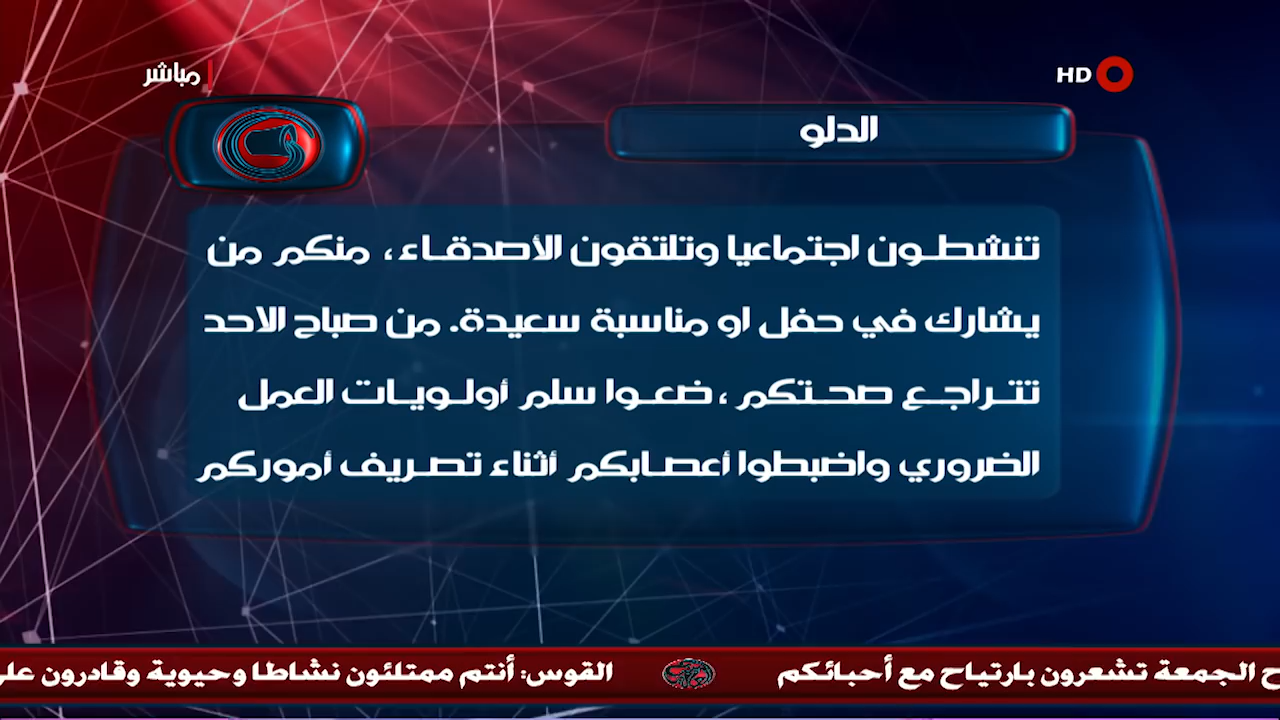 مباشر
HD
الدلو
تنشطون اجتماعيا وتلتقون الأصدقاء، منكم من
يشارك في حفل او مناسبة سعيدة. من صباح الاحد
تتراجع صحتكم، ضعوا سلم أولويات العمل
الضروري واضبطوا أعصابكم أثناء تصريف أموركم
الجمعة تشعرون بارتياح مع أحبائكم
القوس: أنتم ممتلئون نشاطا وحيوية وقادرون